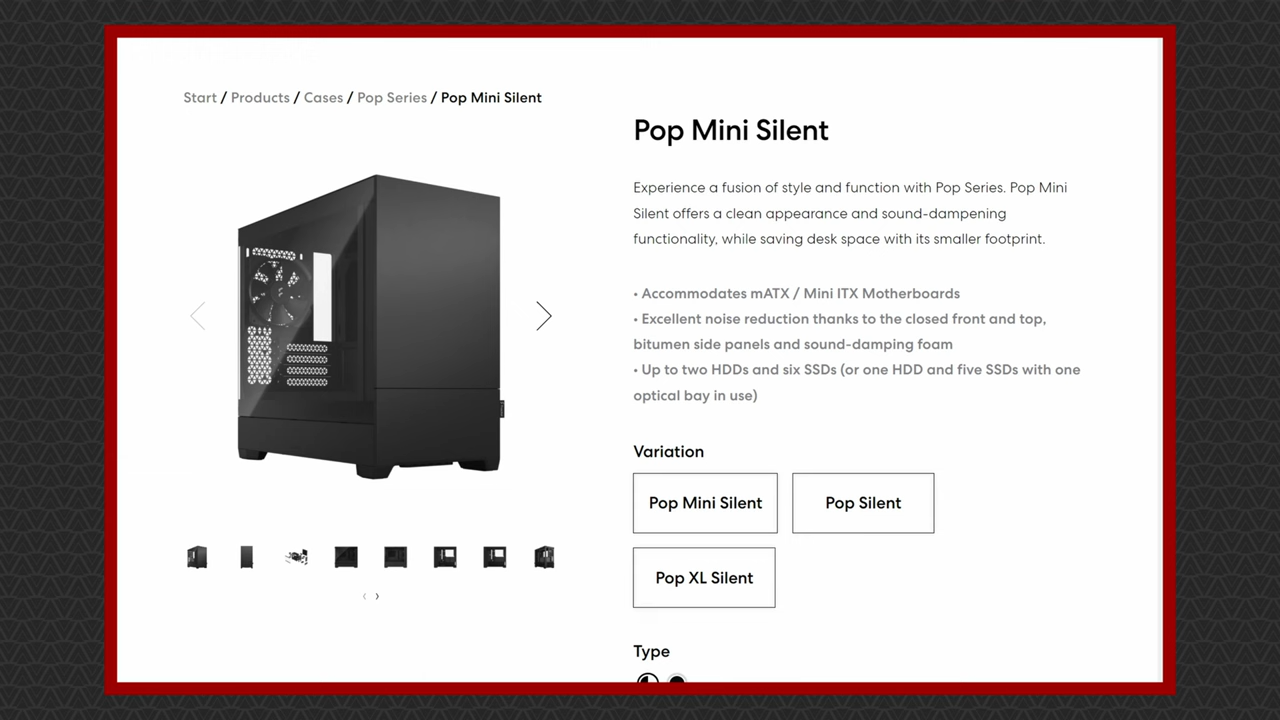 Start / Products / Cases / Pop Series / Pop Mini Silent
Pop Mini Silent
Experience a fusion of style and function with Pop Series. Pop Mini
Silent offers a clean appearance and sound-dampening
functionality, while saving desk space with its smaller footprint.
• Accommodates mATX / Mini ITX Motherboards
• Excellent noise reduction thanks to the closed front and top,
bitumen side panels and sound-damping foam
• Up to two HDDs and six SSDs (or one HDD and five SSDs with one
optical bay in use)
Variation
Pop Mini Silent
Pop Silent
Pop XL Silent
Type